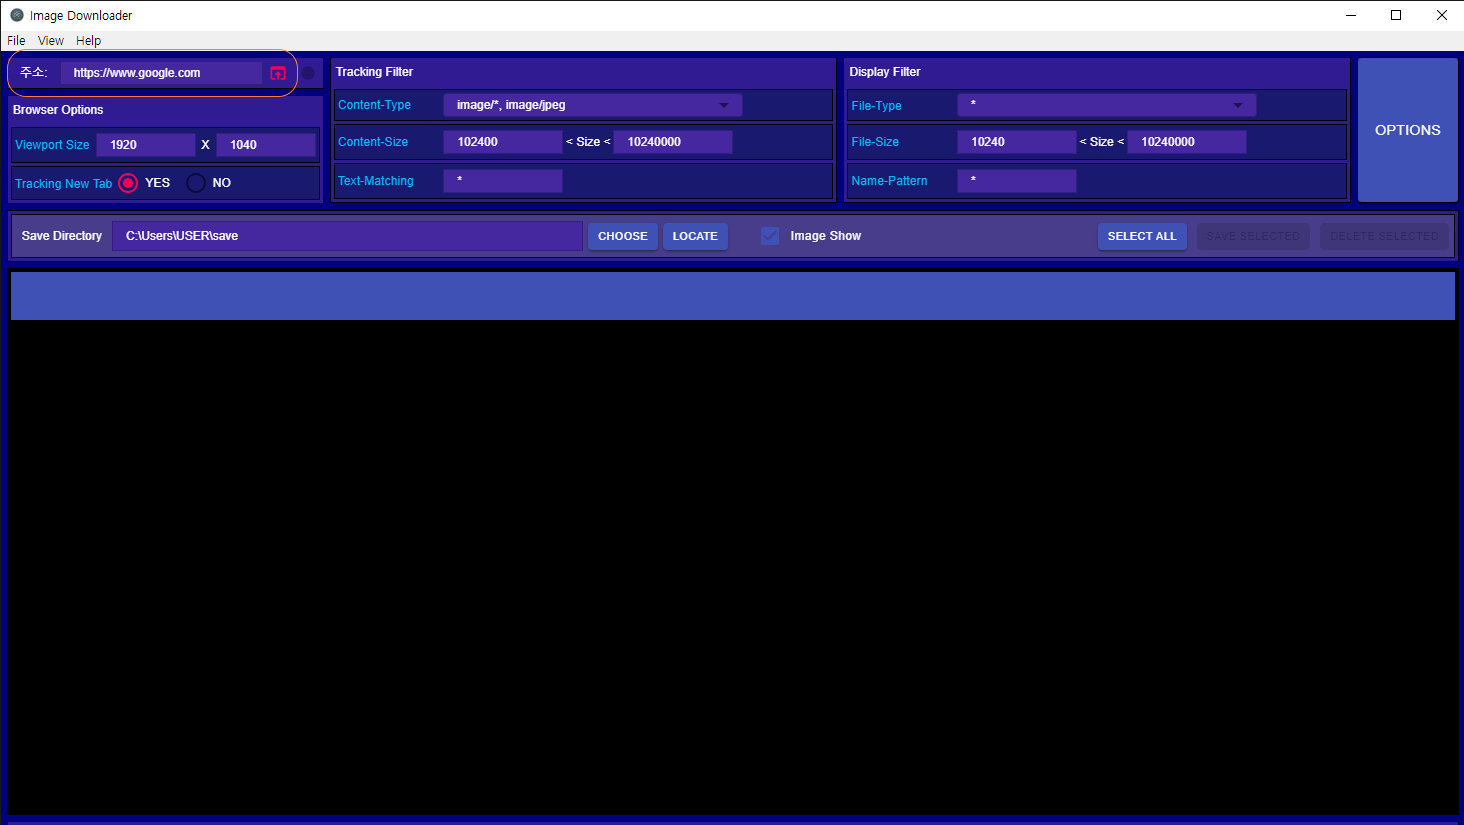 Image Downloader
File View Help
주소: https://www.google.com
Browser Options
Viewport Size 1920 X 1040
Tracking New Tab YES NO
Tracking Filter
Content-Type image/*, image/jpeg
Content-Size 102400 < Size < 10240000
Text-Matching *
Display Filter
File-Type *
File-Size 10240 < Size < 10240000
Name-Pattern *
OPTIONS
Save Directory C:\Users\USER\save CHOOSE LOCATE Image Show SELECT ALL SAVE SELECTED DELETE SELECTED